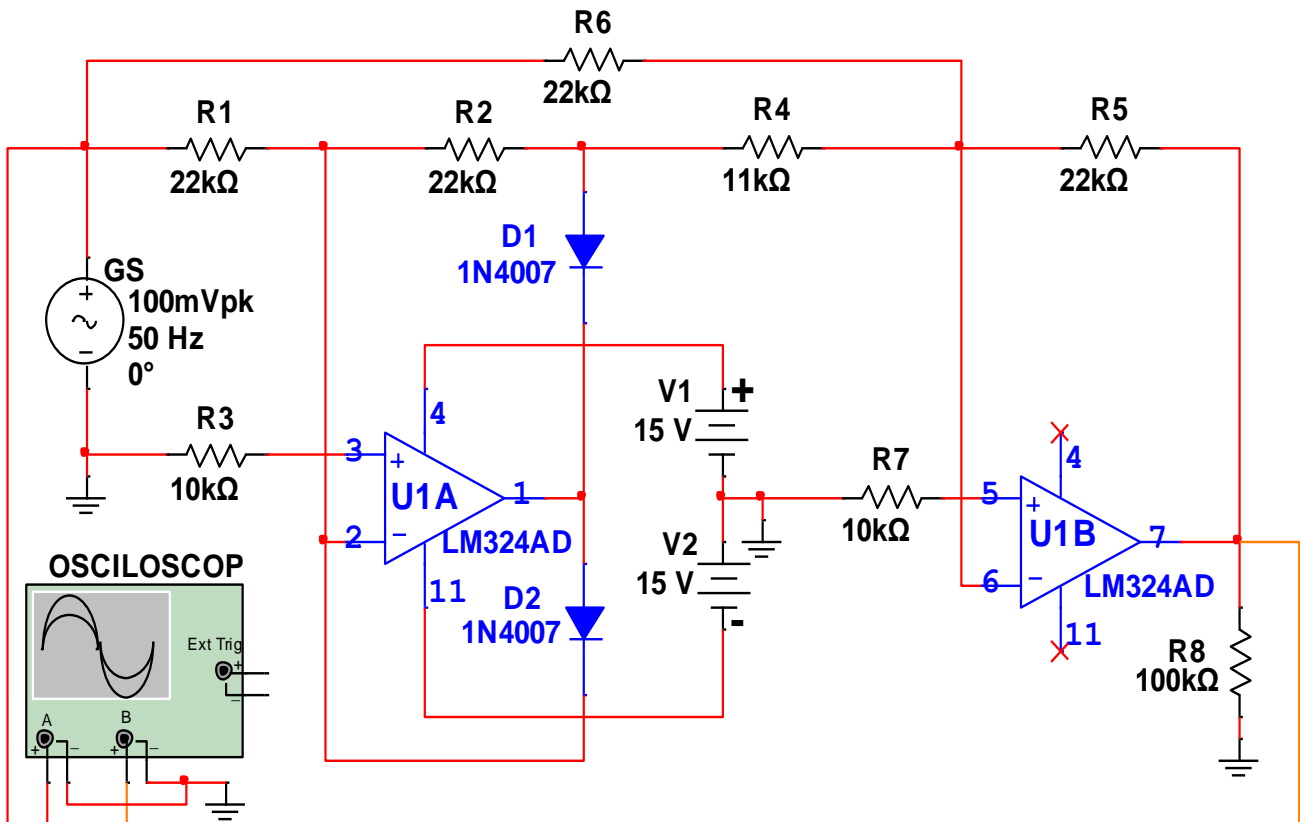 R6
22kΩ
R1
22kΩ
R2
22kΩ
R4
11kΩ
R5
22kΩ
D1
1N4007
GS
100mVpk
50 Hz
0°
+
−
R3
10kΩ
3
+
2
−
4
11
1
U1A
LM324AD
V1
15 V
+
V2
15 V
-
R7
10kΩ
5
+
6
−
4
11
7
U1B
LM324AD
D2
1N4007
R8
100kΩ
OSCILOSCOP
Ext Trig
+
−
A
B
+ − + −